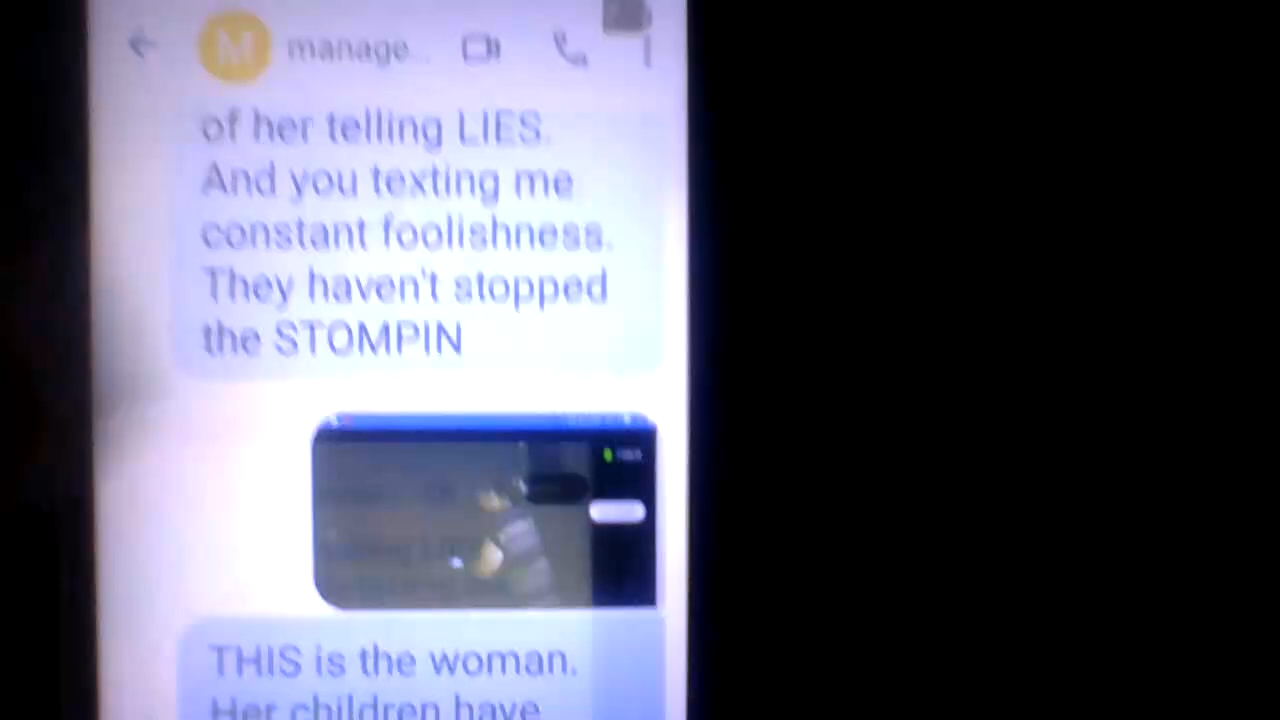 M manage...
of her telling LIES.
And you texting me
constant foolishness.
They haven't stopped
the STOMPIN
THIS is the woman.
Her children have